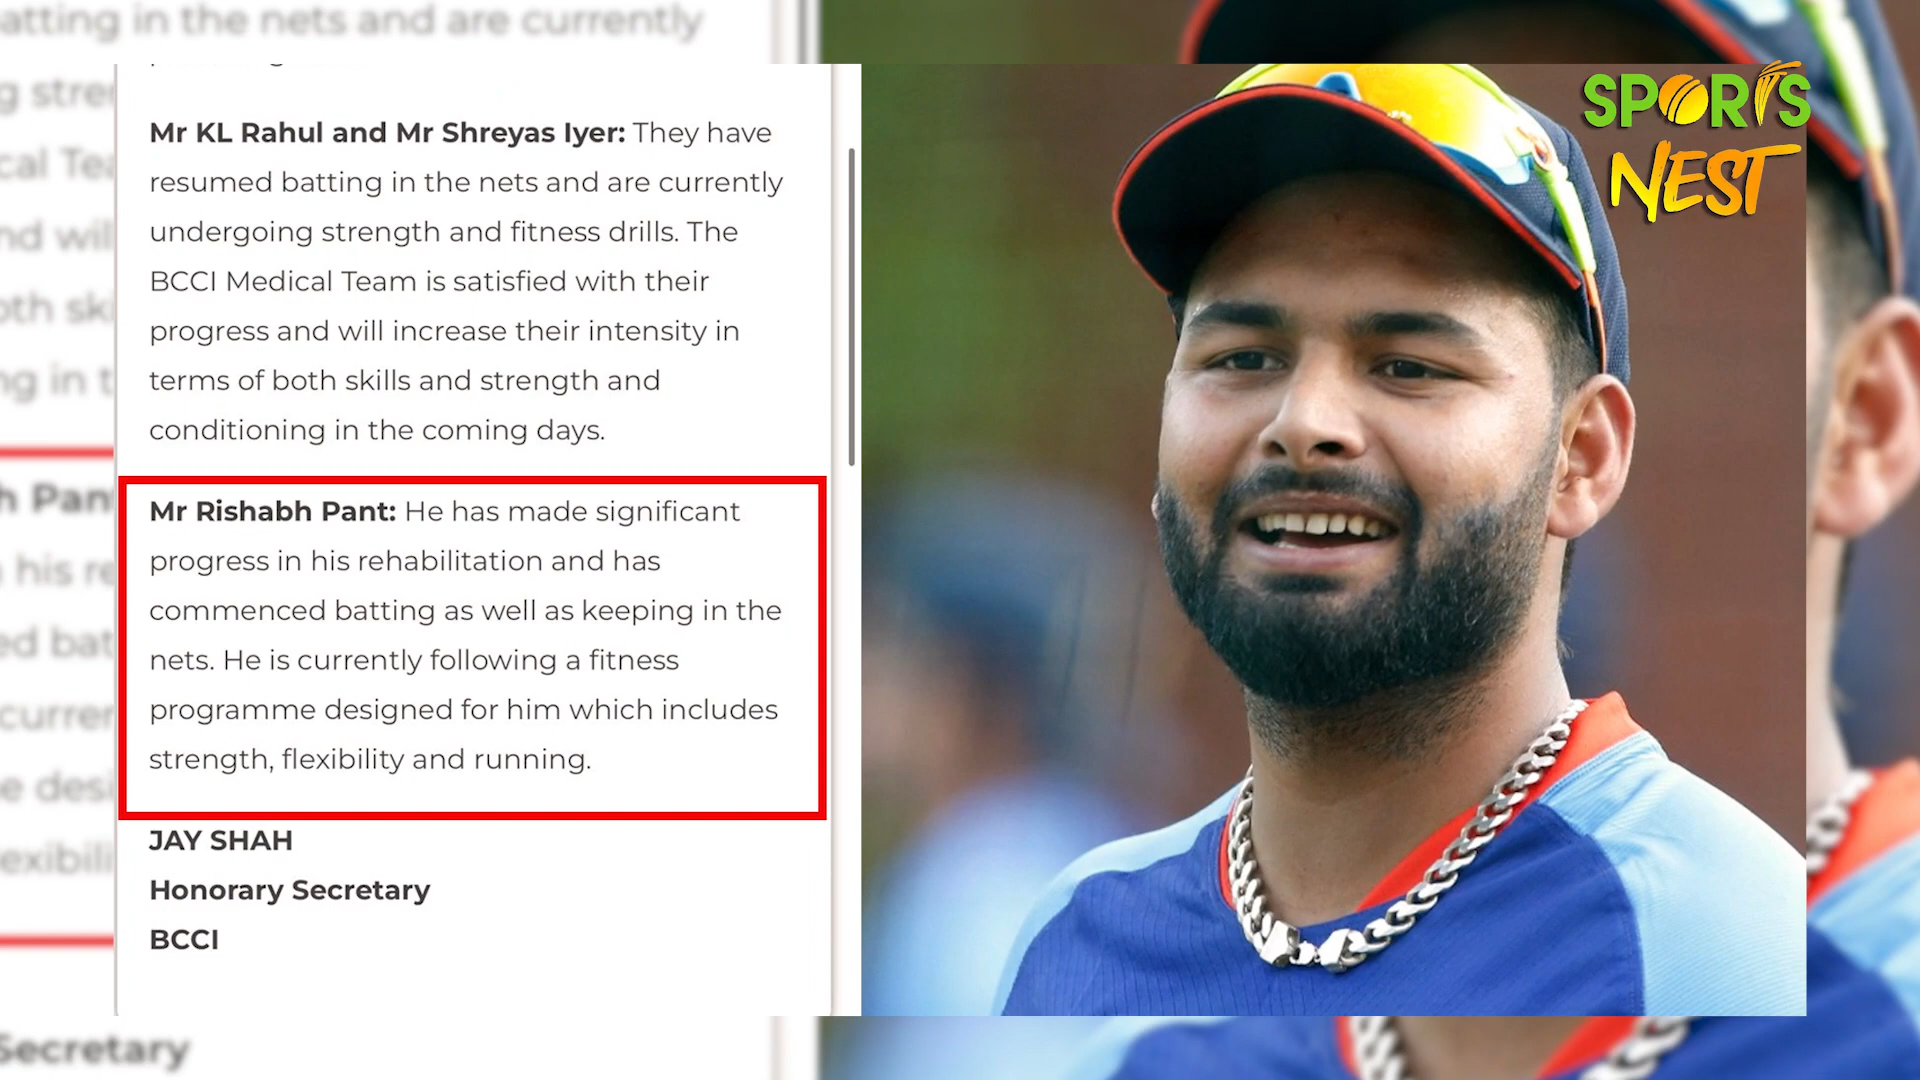 Mr KL Rahul and Mr Shreyas Iyer: They have
resumed batting in the nets and are currently
undergoing strength and fitness drills. The
BCCI Medical Team is satisfied with their
progress and will increase their intensity in
terms of both skills and strength and
conditioning in the coming days.
Mr Rishabh Pant: He has made significant
progress in his rehabilitation and has
commenced batting as well as keeping in the
nets. He is currently following a fitness
programme designed for him which includes
strength, flexibility and running.
JAY SHAH
Honorary Secretary
BCCI
SPORTS
NEST